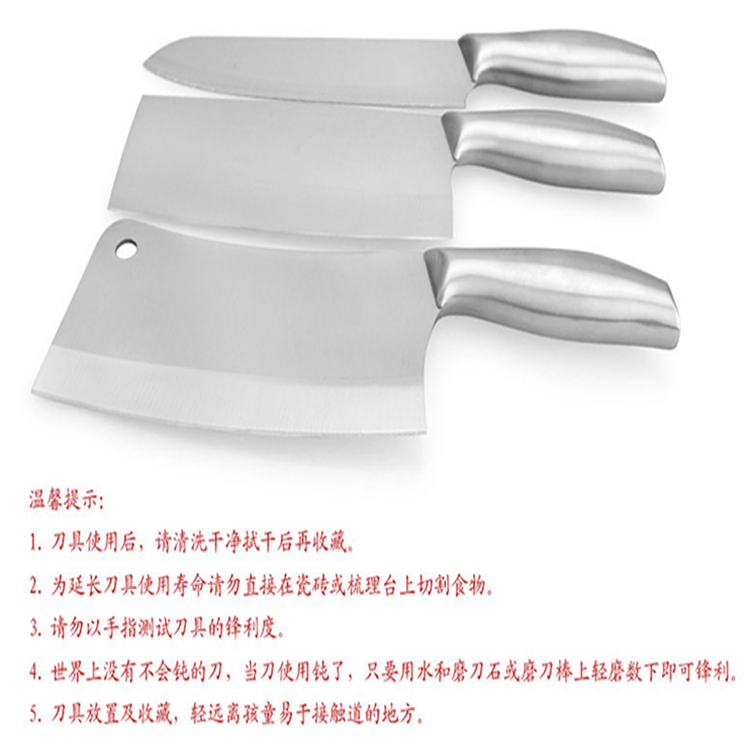 温馨提示:
1. 刀具使用后，请清洗干净拭干后再收藏。
2. 为延长刀具使用寿命请勿直接在瓷砖或梳理台上切割食物。
3. 请勿以手指测试刀具的锋利度。
4. 世界上没有不会钝的刀，当刀使用钝了，只要用水和磨刀石或磨刀棒上轻磨数下即可锋利。
5. 刀具放置及收藏，轻远离孩童易于接触道的地方。